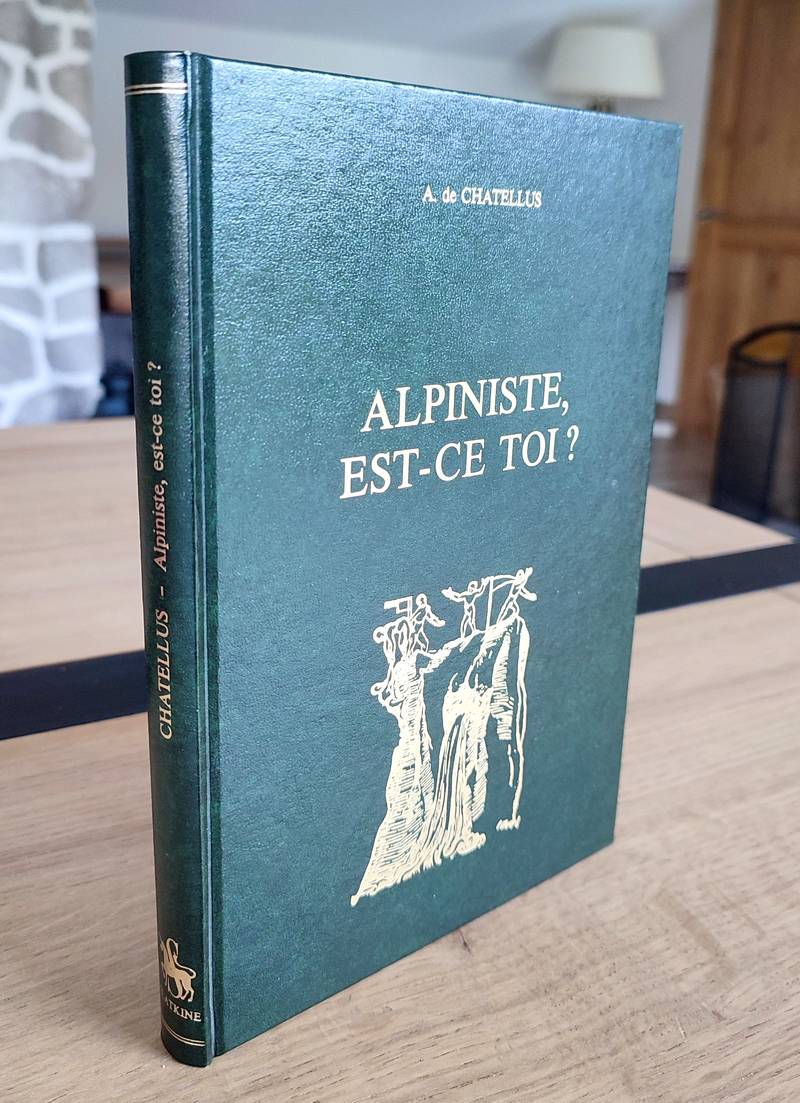 A. de CHATELLUS
ALPINISTE,
EST-CE TOI ?
CHATELLUS – Alpiniste, est-ce toi ?